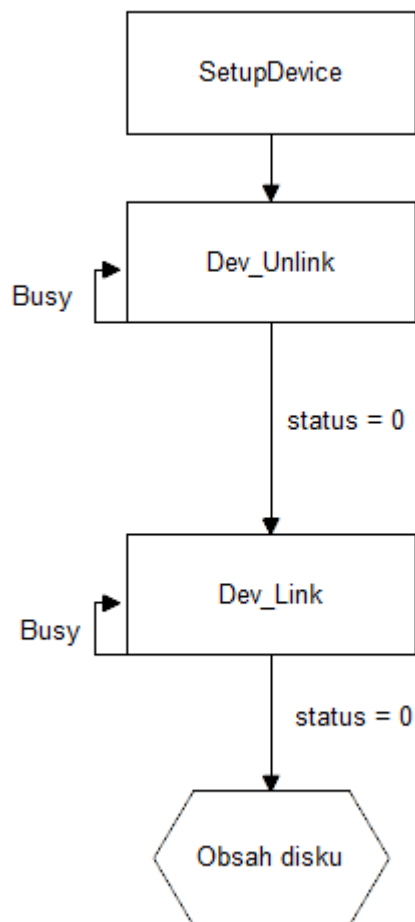 SetupDevice
Dev_Unlink
Busy
status = 0
Dev_Link
Busy
status = 0
Obsah disku